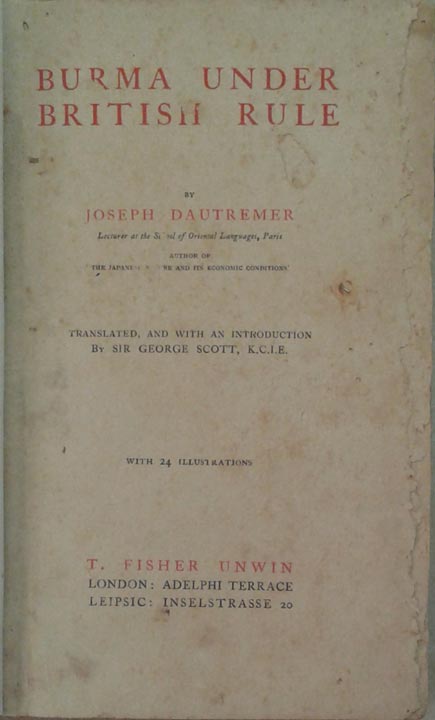 BURMA UNDER
BRITISH RULE
BY
JOSEPH DAUTREMER
Lecturer at the School of Oriental Languages, Paris
AUTHOR OF
'THE JAPANESE EMPIRE AND ITS ECONOMIC CONDITIONS'
TRANSLATED, AND WITH AN INTRODUCTION
BY SIR GEORGE SCOTT, K.C.I.E.
WITH 24 ILLUSTRATIONS
T. FISHER UNWIN
LONDON: ADELPHI TERRACE
LEIPSIC: INSELSTRASSE 20